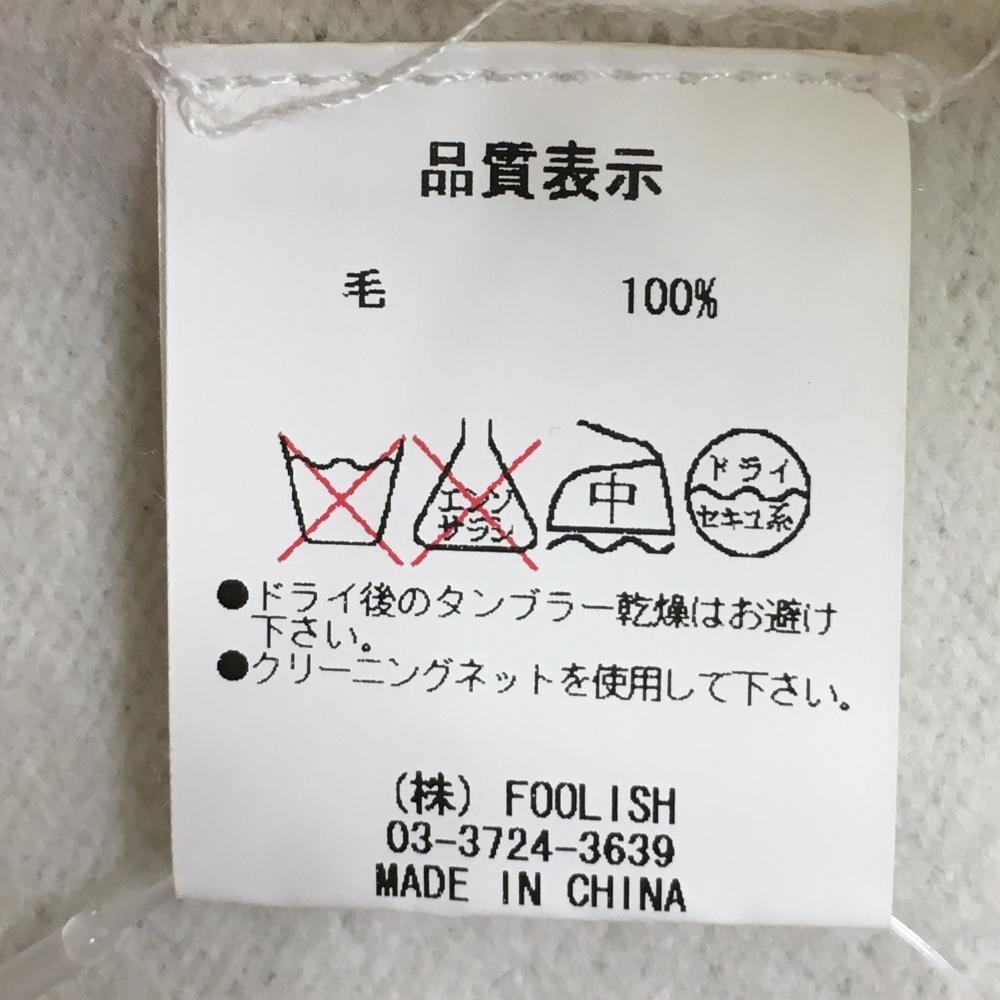 品質表示
毛 100%
エンソ
サラシ
中
ドライ
セキユ系
●ドライ後のタンブラー乾燥はお避け
下さい。
●クリーニングネットを使用して下さい。
(株) FOOLISH
03-3724-3639
MADE IN CHINA